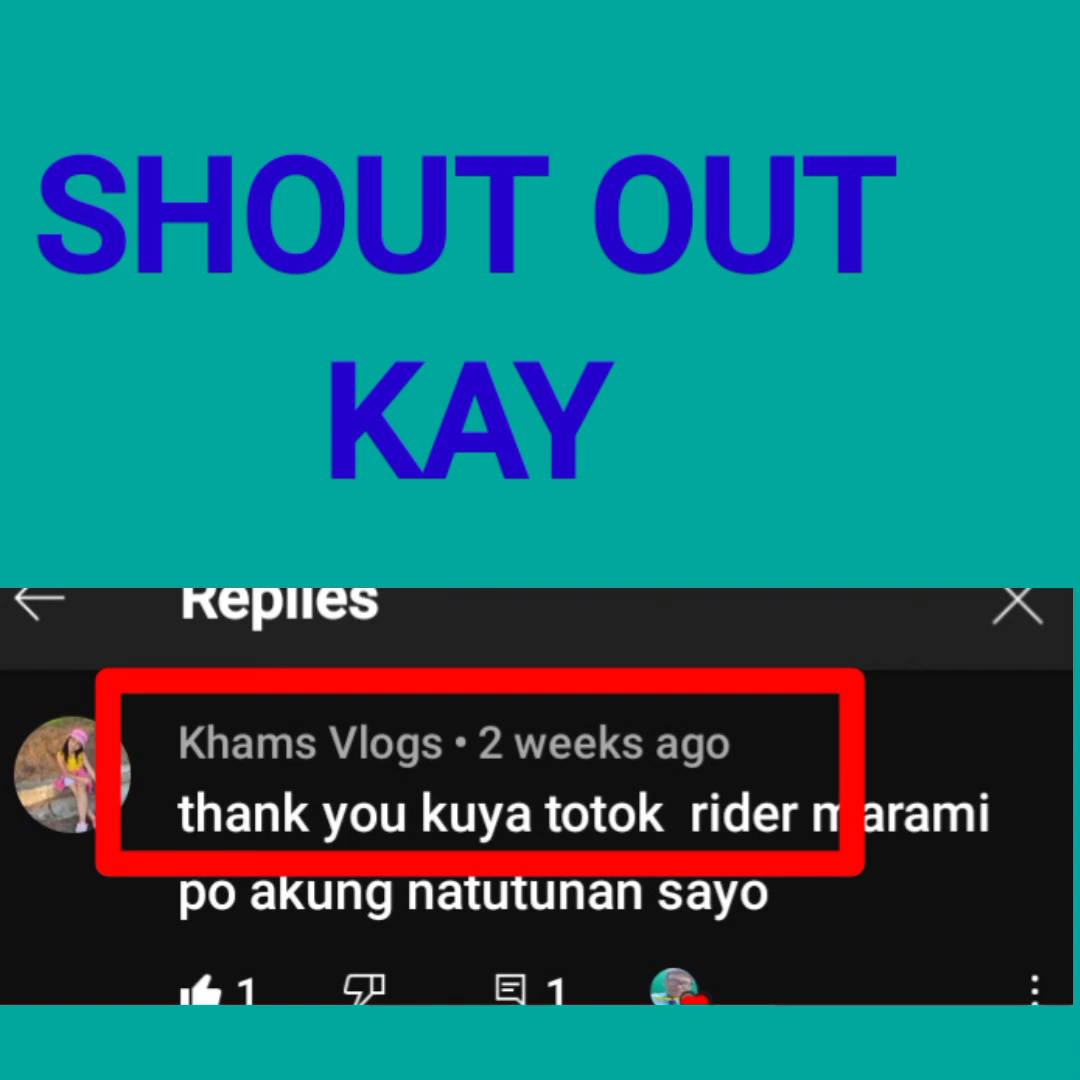 SHOUT OUT
KAY
Replies
Khams Vlogs • 2 weeks ago
thank you kuya totok rider marami
po akung natutunan sayo
1
1